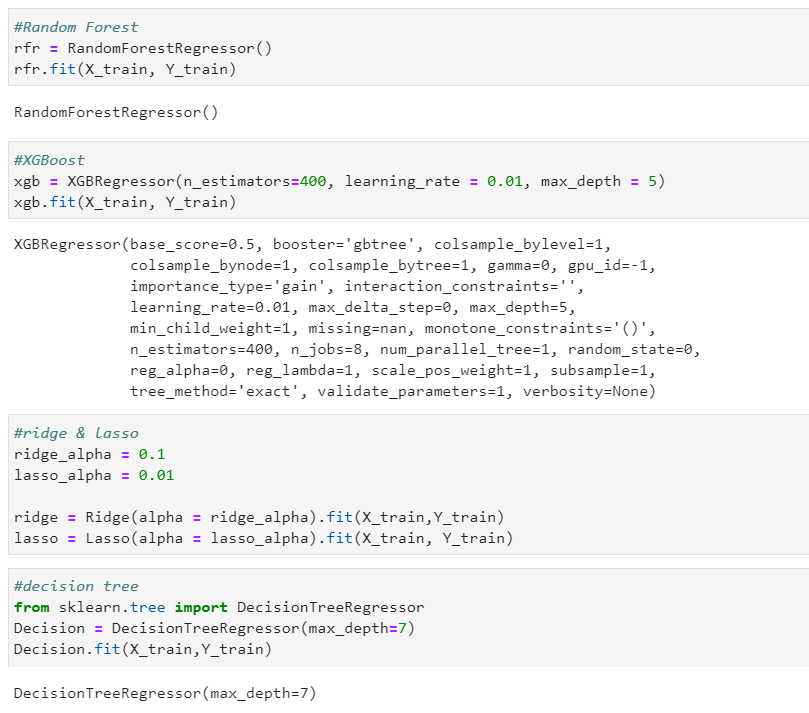 #Random Forest
rfr = RandomForestRegressor()
rfr.fit(X_train, Y_train)
RandomForestRegressor()
#XGBoost
xgb = XGBRegressor(n_estimators=400, learning_rate = 0.01, max_depth = 5)
xgb.fit(X_train, Y_train)
XGBRegressor(base_score=0.5, booster='gbtree', colsample_bylevel=1,
             colsample_bynode=1, colsample_bytree=1, gamma=0, gpu_id=-1,
             importance_type='gain', interaction_constraints='',
             learning_rate=0.01, max_delta_step=0, max_depth=5,
             min_child_weight=1, missing=nan, monotone_constraints='()',
             n_estimators=400, n_jobs=8, num_parallel_tree=1, random_state=0,
             reg_alpha=0, reg_lambda=1, scale_pos_weight=1, subsample=1,
             tree_method='exact', validate_parameters=1, verbosity=None)
#ridge & lasso
ridge_alpha = 0.1
lasso_alpha = 0.01
ridge = Ridge(alpha = ridge_alpha).fit(X_train,Y_train)
lasso = Lasso(alpha = lasso_alpha).fit(X_train, Y_train)
#decision tree
from sklearn.tree import DecisionTreeRegressor
Decision = DecisionTreeRegressor(max_depth=7)
Decision.fit(X_train,Y_train)
DecisionTreeRegressor(max_depth=7)